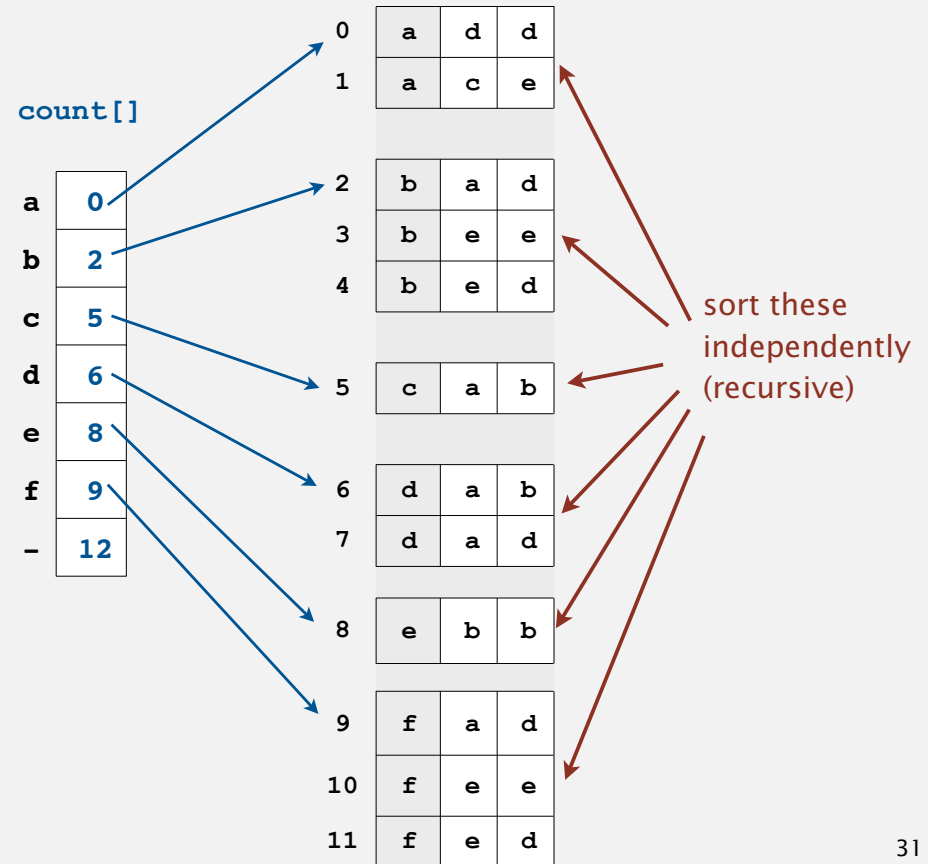 count[]
a 0
b 2
c 5
d 6
e 8
f 9
- 12
0 a d d
1 a c e
2 b a d
3 b e e
4 b e d
5 c a b
6 d a b
7 d a d
8 e b b
9 f a d
10 f e e
11 f e d
sort these
independently
(recursive)
31